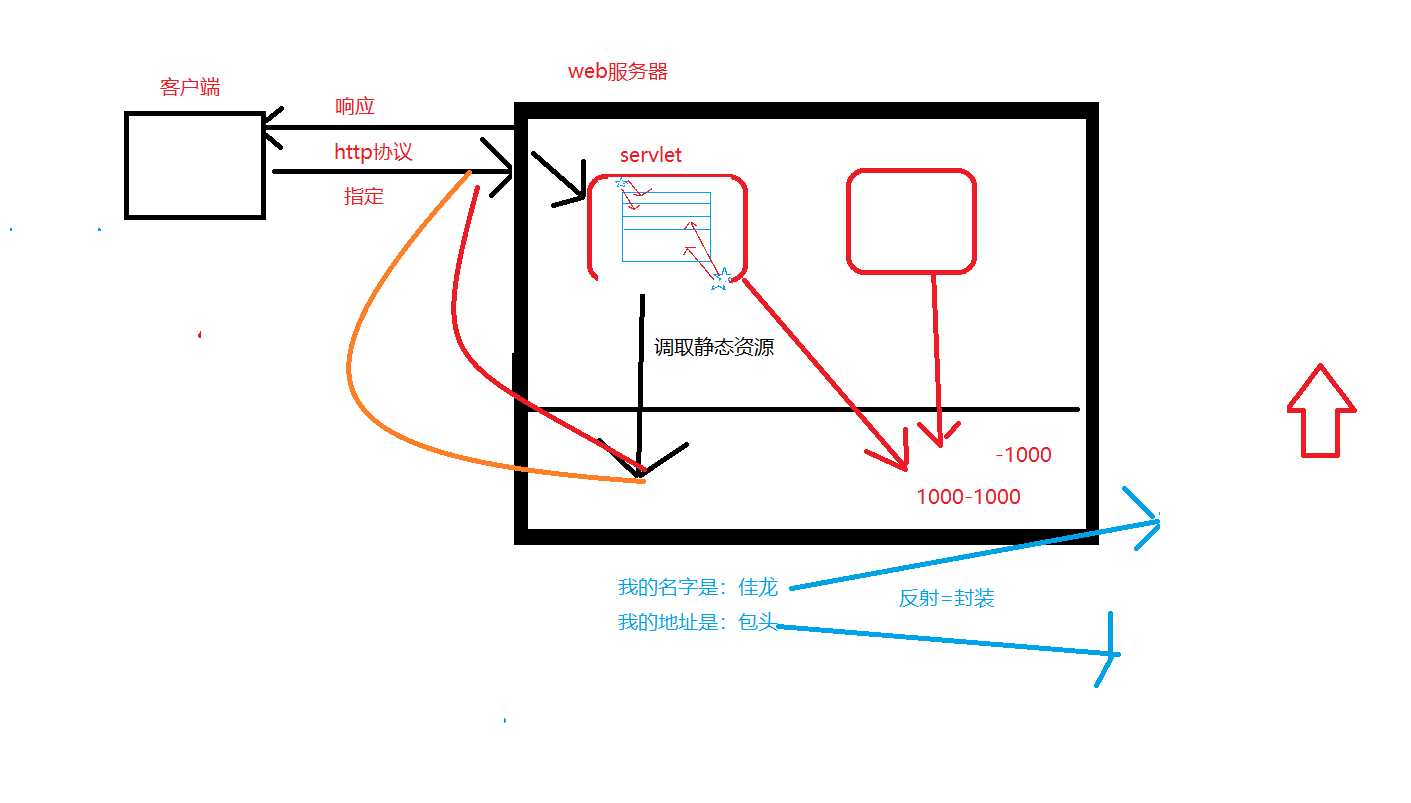 web服务器
客户端
响应
http协议
指定
servlet
调取静态资源
-1000
1000-1000
我的名字是：佳龙
反射=封装
我的地址是：包头